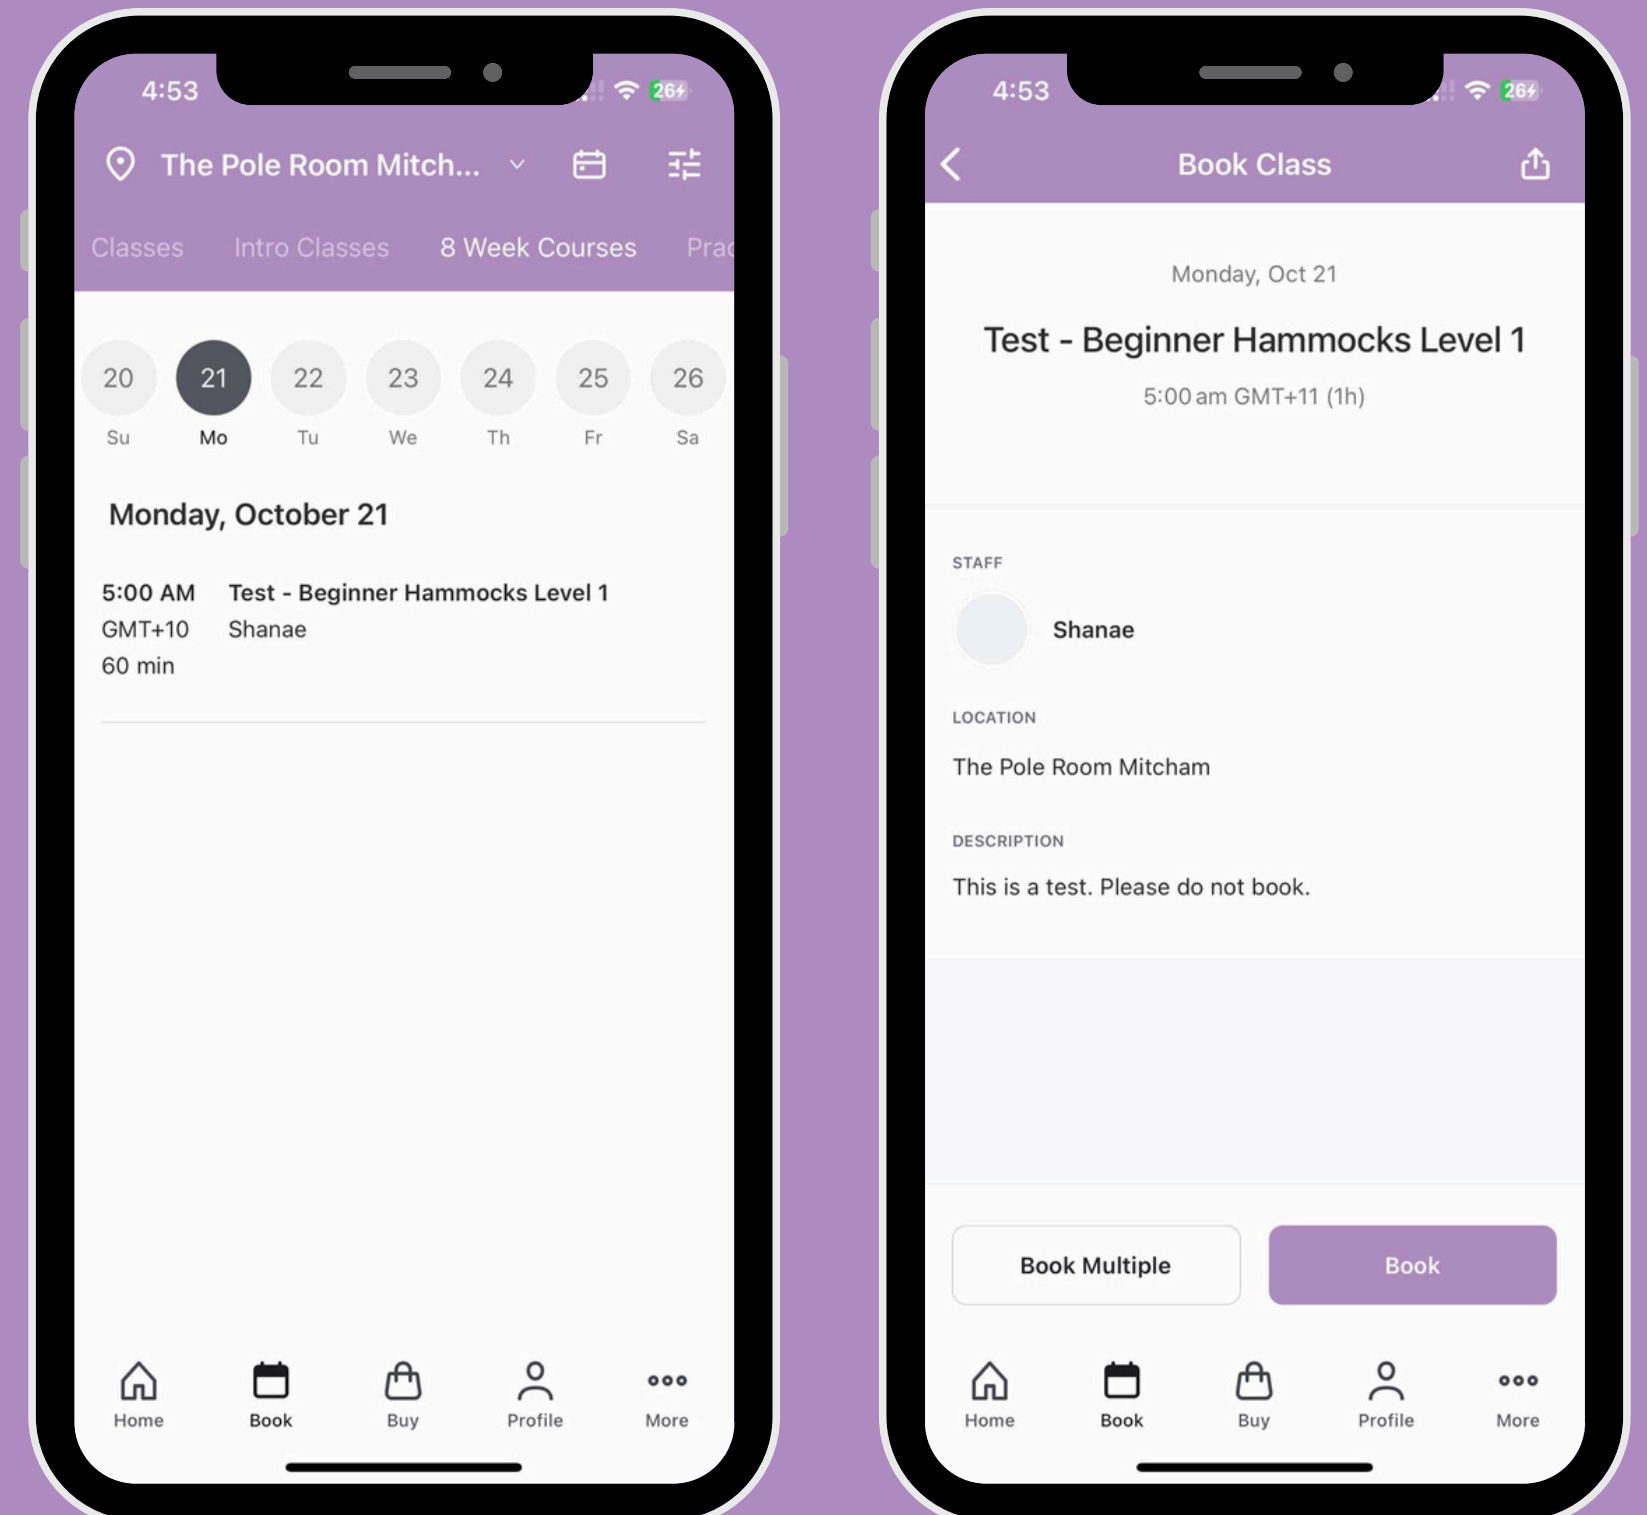 4:53
26
The Pole Room Mitch...
Classes Intro Classes 8 Week Courses Prac
20 21 22 23 24 25 26
Su Mo Tu We Th Fr Sa
Monday, October 21
5:00 AM Test - Beginner Hammocks Level 1
GMT+10 Shanae
60 min
Home Book Buy Profile More
4:53
26
Book Class
Monday, Oct 21
Test - Beginner Hammocks Level 1
5:00 am GMT+11 (1h)
STAFF
Shanae
LOCATION
The Pole Room Mitcham
DESCRIPTION
This is a test. Please do not book.
Book Multiple Book
Home Book Buy Profile More